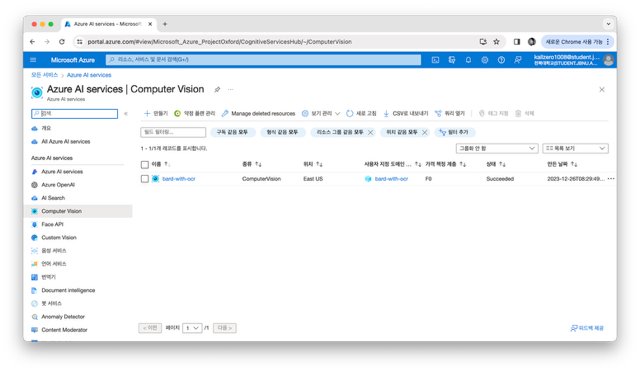 Azure AI services - Microsoft
portal.azure.com/#view/Microsoft_Azure_ProjectOxford/CognitiveServicesHub/~/ComputerVision
새로운 Chrome 사용 가능
Microsoft Azure
리소스, 서비스 및 문서 검색(G+/)
kalizero1008@student.j...
전북대학교(STUDENT.JBNU.A...
모든 서비스 > Azure AI services
Azure AI services | Computer Vision
Azure AI services
검색
만들기
약정 플랜 관리
Manage deleted resources
보기 관리
새로 고침
CSV로 내보내기
쿼리 열기
태그 지정
삭제
개요
All Azure AI services
Azure AI services
Azure AI services
Azure OpenAI
AI Search
Computer Vision
Face API
Custom Vision
음성 서비스
언어 서비스
번역기
Document intelligence
봇 서비스
Anomaly Detector
Content Moderator
필드 필터링...
구독 같음 모두
형식 같음 모두
리소스 그룹 같음 모두
위치 같음 모두
필터 추가
1 - 1/1개 레코드를 표시합니다.
그룹화 안 함
목록 보기
이름
종류
위치
사용자 지정 도메인 ...
가격 책정 계층
상태
만든 날짜
bard-with-ocr
ComputerVision
East US
bard-with-ocr
F0
Succeeded
2023-12-26T08:29:49....
< 이전
페이지
1
/1
다음 >
피드백 제공